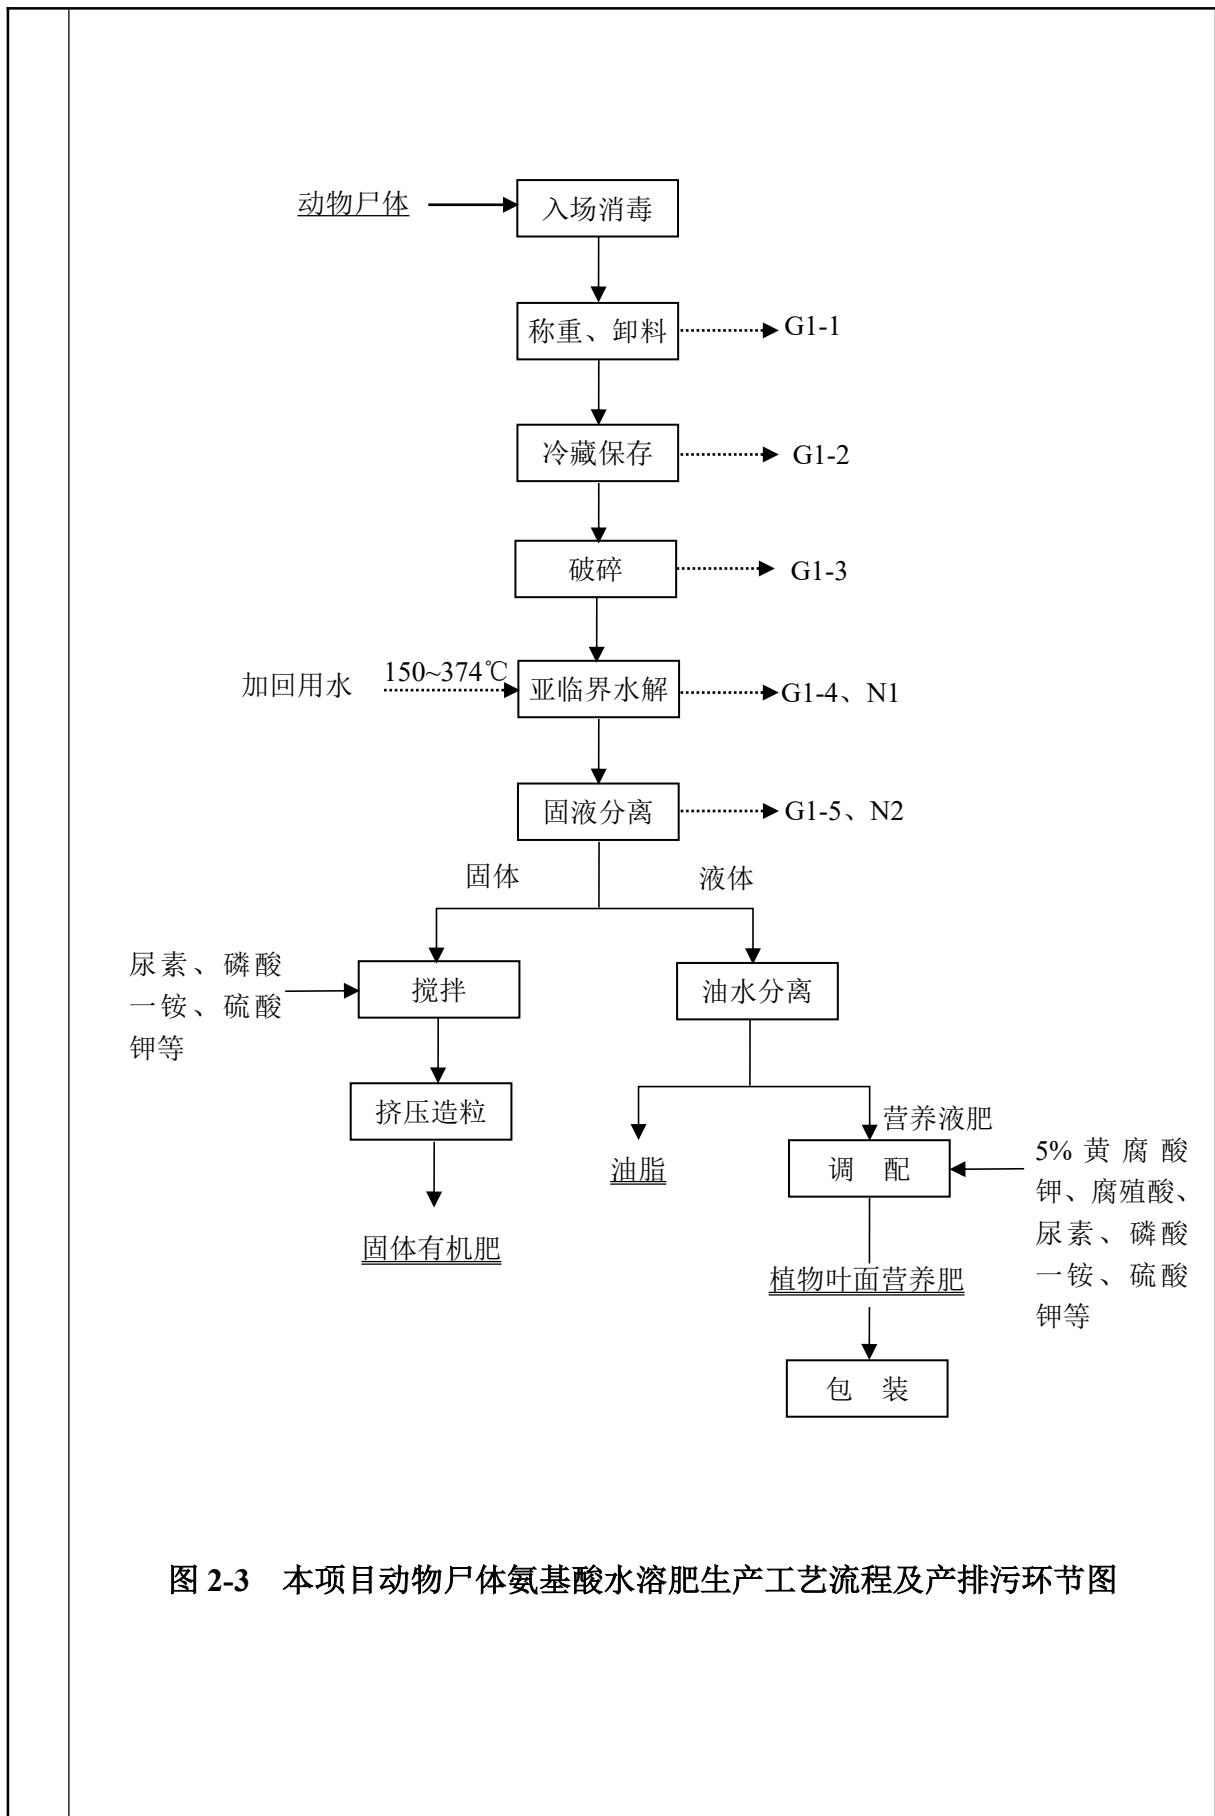 动物尸体
入场消毒
称重、卸料
G1-1
冷藏保存
G1-2
破碎
G1-3
加回用水
150~374℃
亚临界水解
G1-4、N1
固液分离
G1-5、N2
固体
液体
尿素、磷酸
一铵、硫酸
钾等
搅拌
油水分离
挤压造粒
油脂
营养液肥
调 配
5%黄腐酸
钾、腐殖酸、
尿素、磷酸
一铵、硫酸
钾等
固体有机肥
植物叶面营养肥
包 装
图 2-3 本项目动物尸体氨基酸水溶肥生产工艺流程及产排污环节图